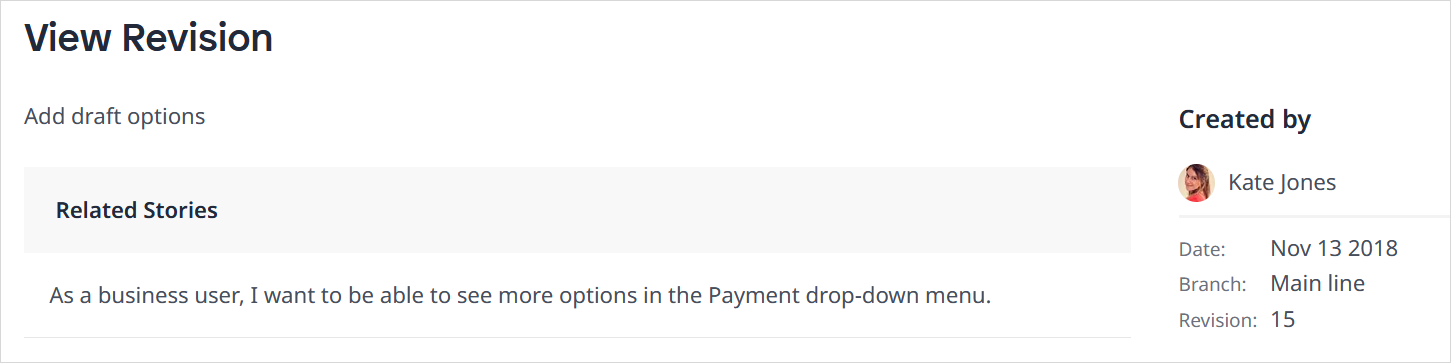 View Revision
Add draft options
Related Stories
As a business user, I want to be able to see more options in the Payment drop-down menu.
Created by
Kate Jones
Date: Nov 13 2018
Branch: Main line
Revision: 15